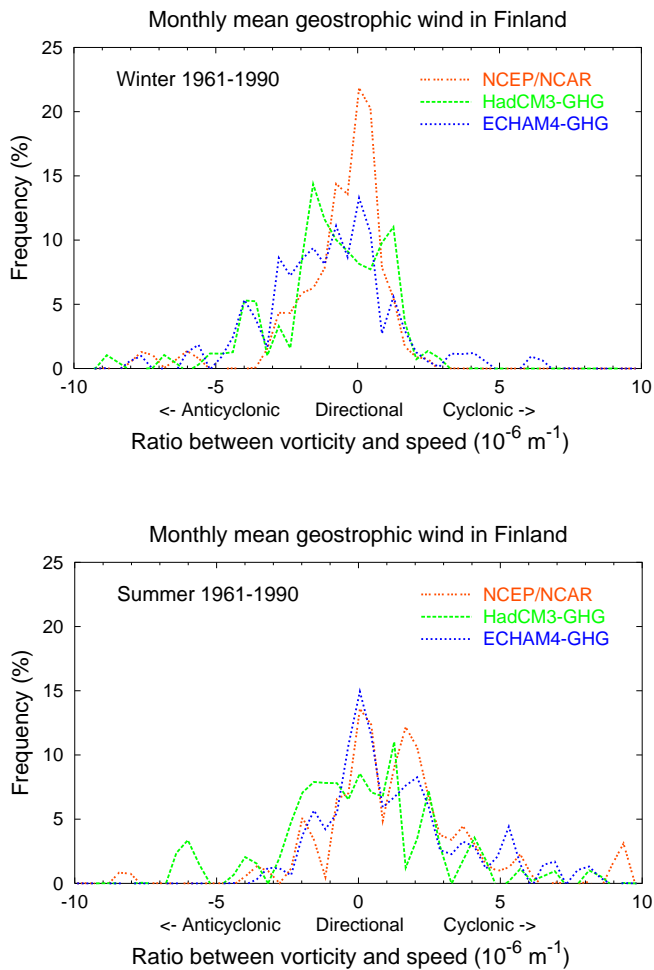 Monthly mean geostrophic wind in Finland
25
20
15
10
5
0
Frequency (%)
Winter 1961-1990
NCEP/NCAR
HadCM3-GHG
ECHAM4-GHG
-10 -5 0 5 10
<- Anticyclonic Directional Cyclonic ->
Ratio between vorticity and speed (10^-6 m^-1)
Monthly mean geostrophic wind in Finland
25
20
15
10
5
0
Frequency (%)
Summer 1961-1990
NCEP/NCAR
HadCM3-GHG
ECHAM4-GHG
-10 -5 0 5 10
<- Anticyclonic Directional Cyclonic ->
Ratio between vorticity and speed (10^-6 m^-1)